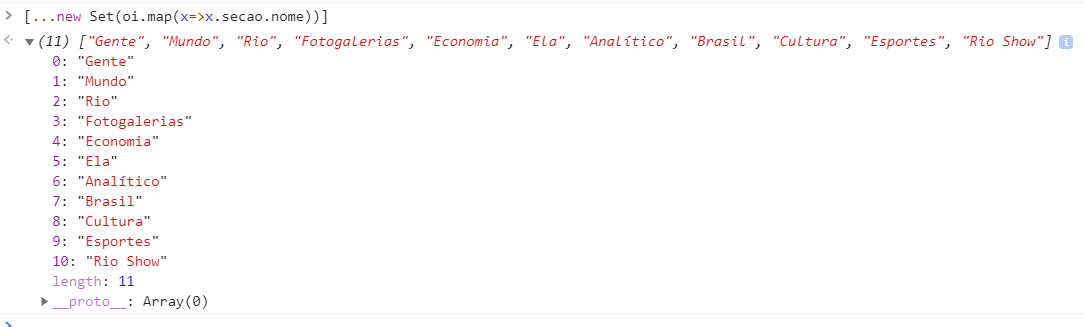 > [...new Set(oi.map(x=>x.secao.nome))]
(11) ["Gente", "Mundo", "Rio", "Fotogalerias", "Economia", "Ela", "Analítico", "Brasil", "Cultura", "Esportes", "Rio Show"] i
0: "Gente"
1: "Mundo"
2: "Rio"
3: "Fotogalerias"
4: "Economia"
5: "Ela"
6: "Analítico"
7: "Brasil"
8: "Cultura"
9: "Esportes"
10: "Rio Show"
length: 11
__proto__: Array(0)
>